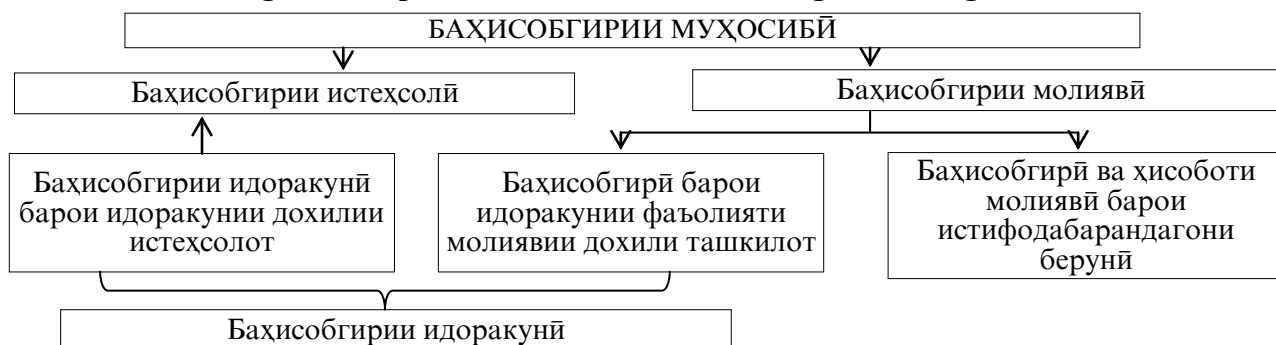 БАҲИСОБГИРИИ МУҲОСИБӢ
Баҳисобгирии истеҳсолӣ
Баҳисобгирии молиявӣ
Баҳисобгирии идоракунӣ
барои идоракунии дохилии
истеҳсолот
Баҳисобгирӣ барои
идоракунии фаъолияти
молиявии дохили ташкилот
Баҳисобгирӣ ва ҳисоботи
молиявӣ барои
истифодабарандагони
берунӣ
Баҳисобгирии идоракунӣ